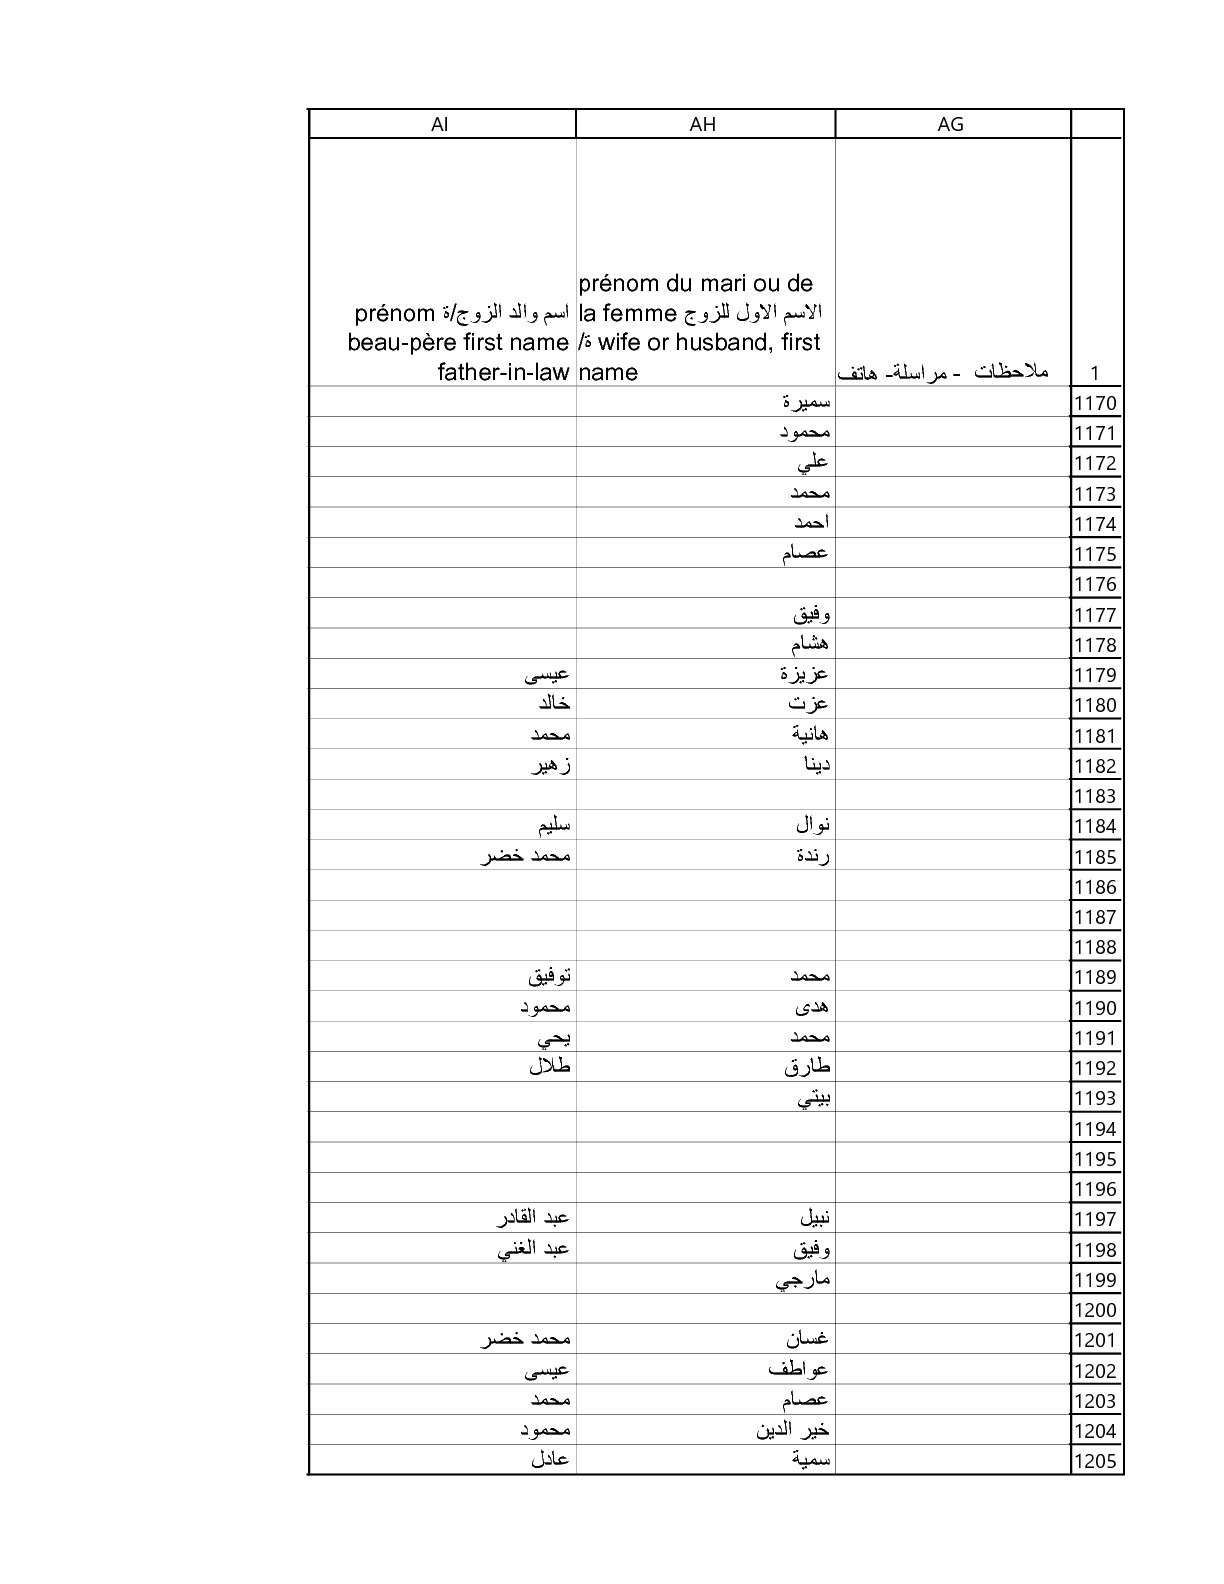 AI AH AG
prénom اسم والد الزوج/ة
beau-père first name
father-in-law
prénom du mari ou de
la femme الاسم الاول للزوج
/ة wife or husband, first
name
ملاحظات - مراسلة- هاتف
1
سميرة 1170
محمود 1171
علي 1172
محمد 1173
احمد 1174
عصام 1175
1176
وفيق 1177
هشام 1178
عيسى عزيزة 1179
خالد عزت 1180
محمد هانية 1181
زهير دينا 1182
1183
سليم نوال 1184
محمد خضر رندة 1185
1186
1187
1188
توفيق محمد 1189
محمود هدى 1190
يحي محمد 1191
طلال طارق 1192
بيتي 1193
1194
1195
1196
عبد القادر نبيل 1197
عبد الغني وفيق 1198
مارجي 1199
1200
محمد خضر غسان 1201
عيسى عواطف 1202
محمد عصام 1203
محمود خير الدين 1204
عادل سمية 1205